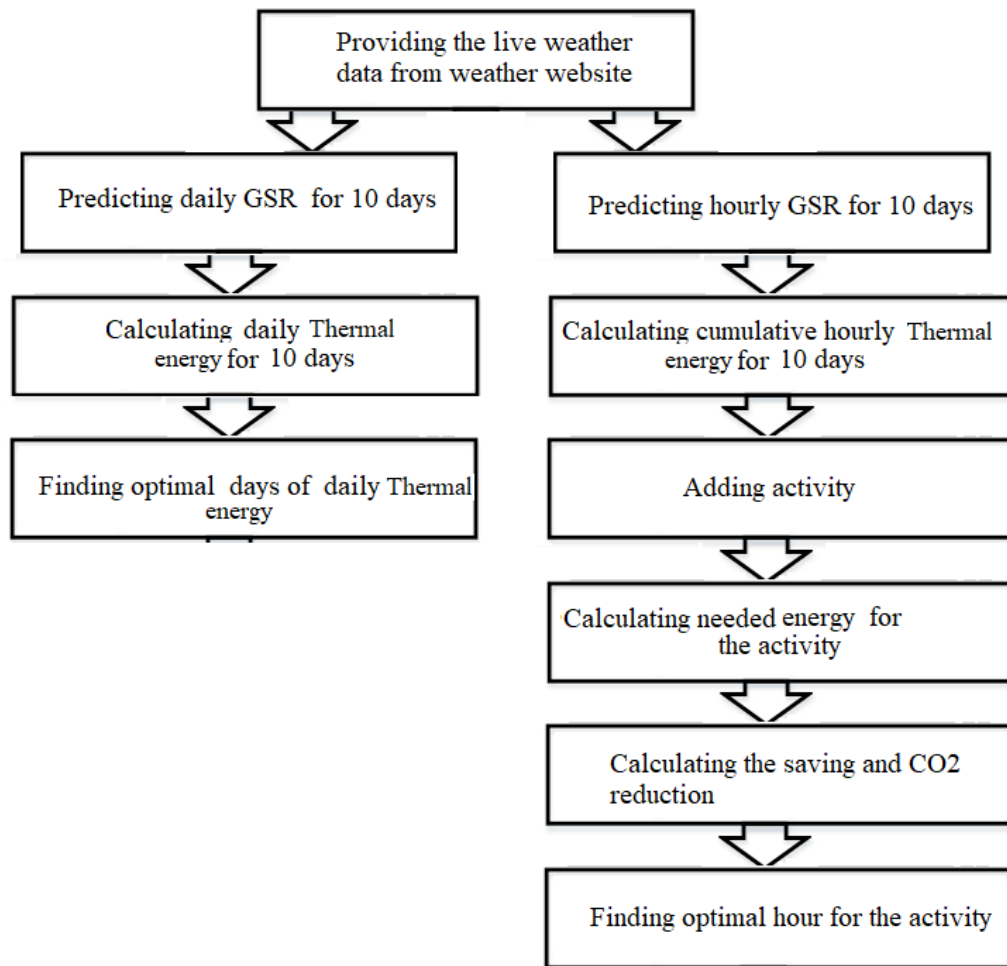 Providing the live weather
data from weather website
Predicting daily GSR for 10 days
Predicting hourly GSR for 10 days
Calculating daily Thermal
energy for 10 days
Calculating cumulative hourly Thermal
energy for 10 days
Finding optimal days of daily Thermal
energy
Adding activity
Calculating needed energy for
the activity
Calculating the saving and CO2
reduction
Finding optimal hour for the activity